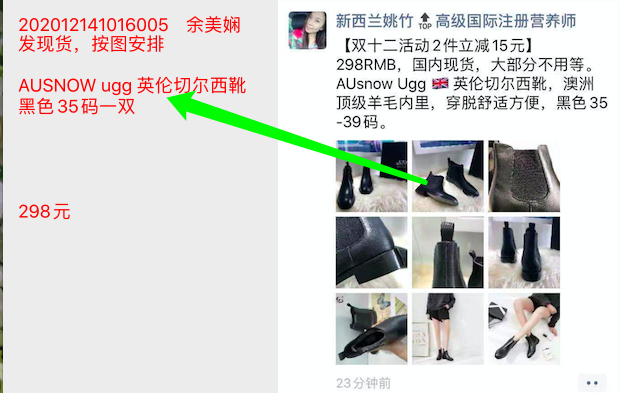 202012141016005 余美娴
发现货，按图安排
AUSNOW ugg 英伦切尔西靴
黑色35码一双
298元
新西兰姚竹🔝高级国际注册营养师
【双十二活动2件立减15元】
298RMB，国内现货，大部分不用等。
AUsnow Ugg 🇬🇧 英伦切尔西靴，澳洲
顶级羊毛内里，穿脱舒适方便，黑色35
-39码。
23分钟前